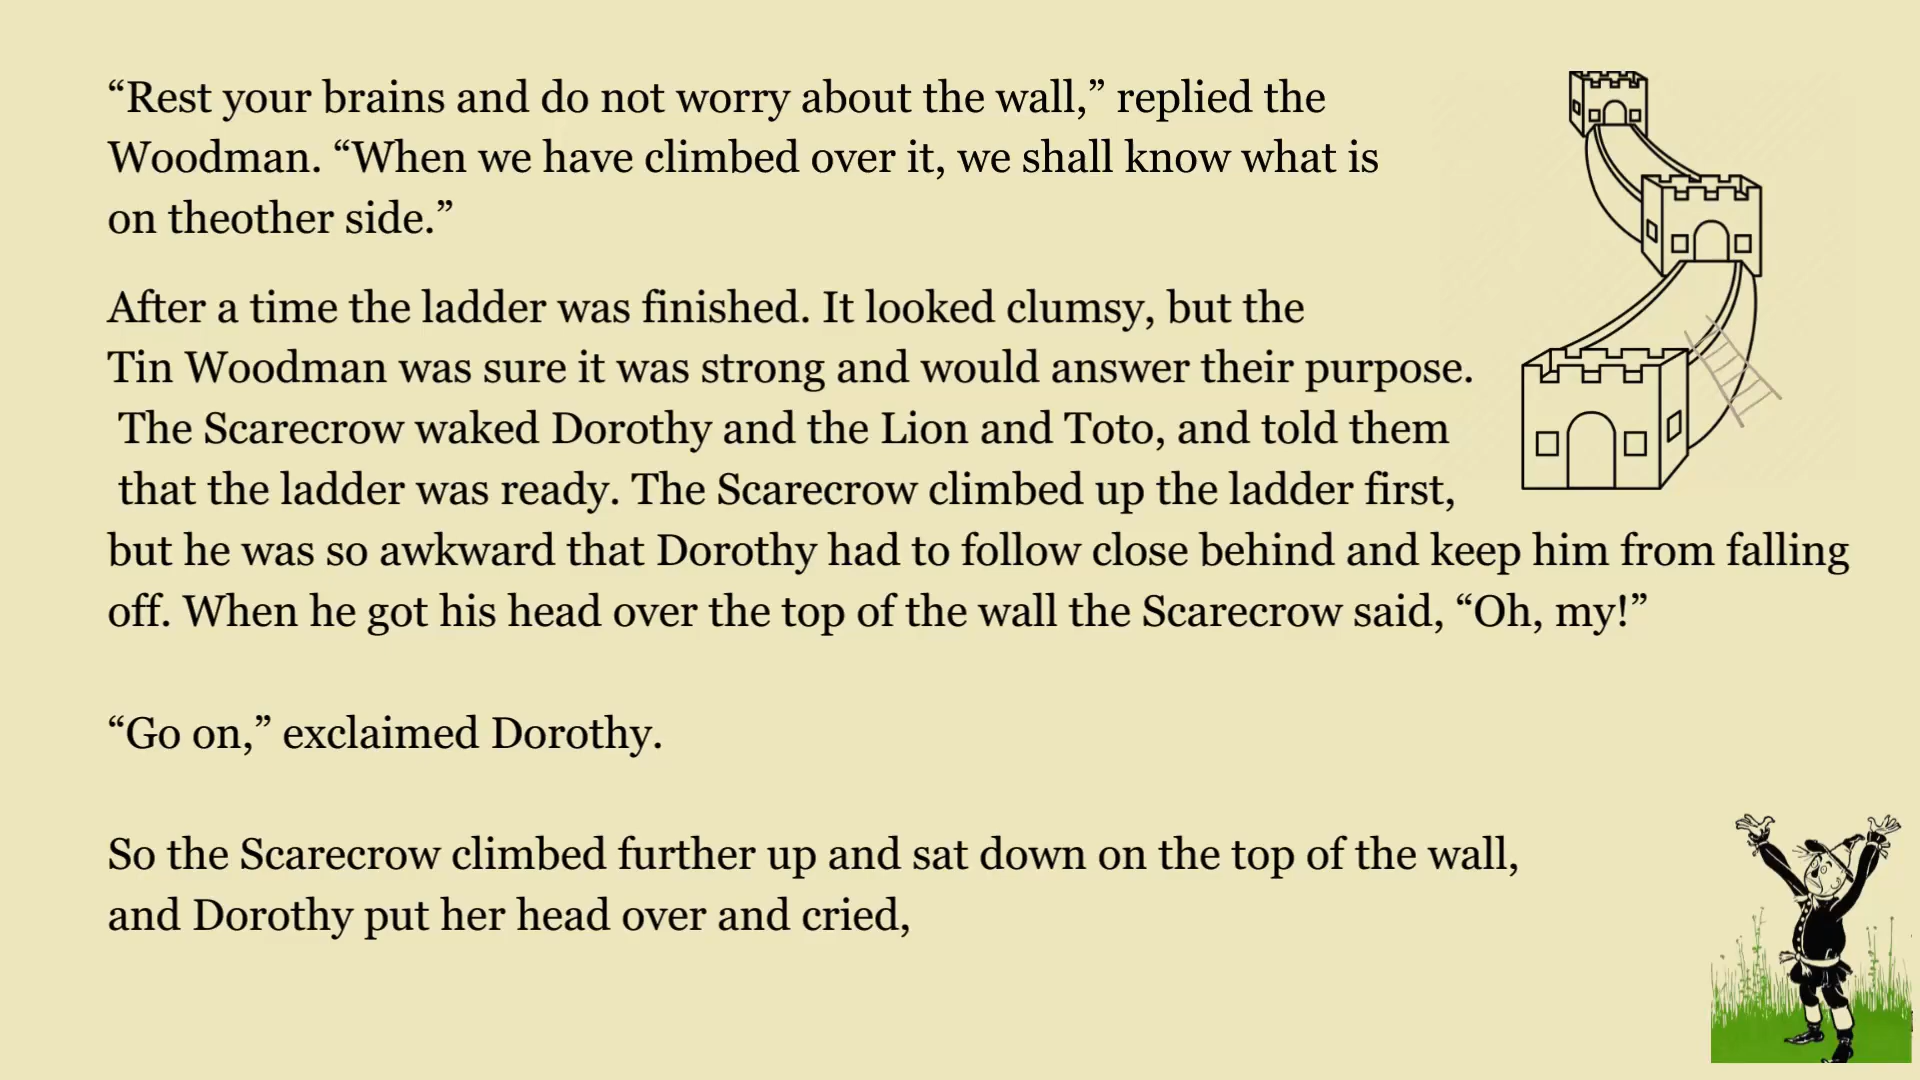 “Rest your brains and do not worry about the wall,” replied the
Woodman. “When we have climbed over it, we shall know what is
on theother side.”
After a time the ladder was finished. It looked clumsy, but the
Tin Woodman was sure it was strong and would answer their purpose.
The Scarecrow waked Dorothy and the Lion and Toto, and told them
that the ladder was ready. The Scarecrow climbed up the ladder first,
but he was so awkward that Dorothy had to follow close behind and keep him from falling
off. When he got his head over the top of the wall the Scarecrow said, “Oh, my!”
“Go on,” exclaimed Dorothy.
So the Scarecrow climbed further up and sat down on the top of the wall,
and Dorothy put her head over and cried,